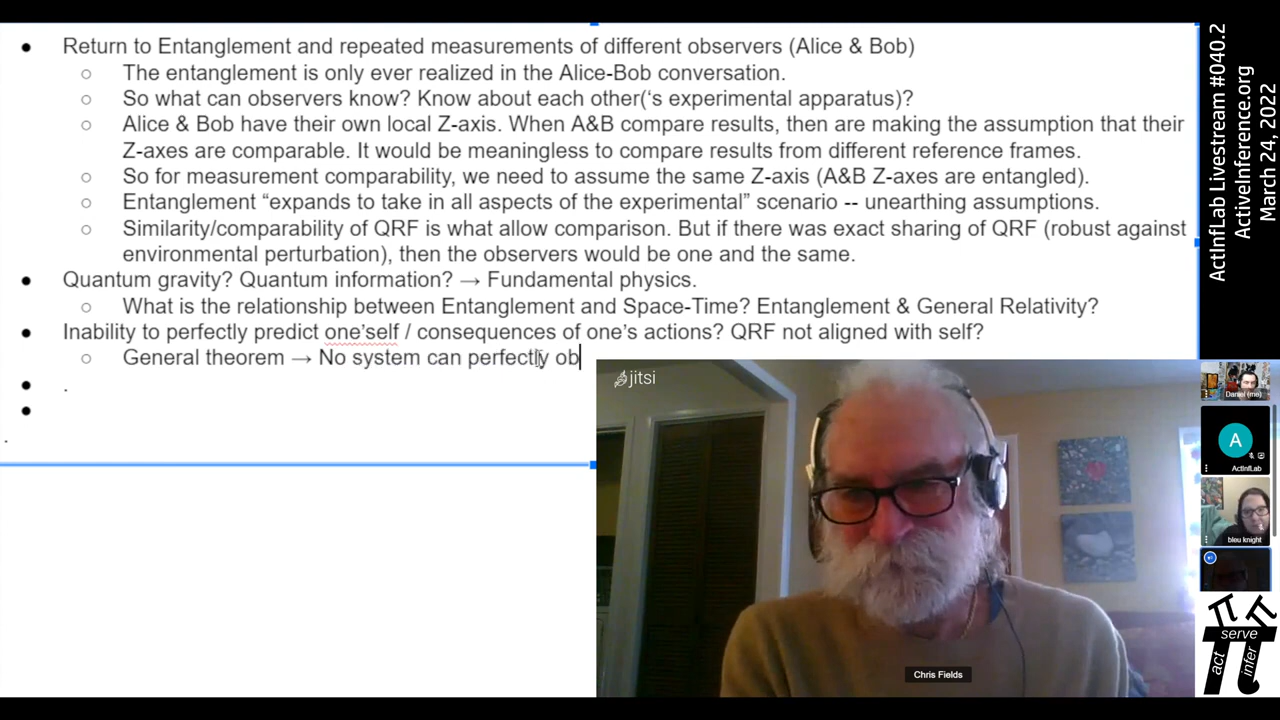 ● Return to Entanglement and repeated measurements of different observers (Alice & Bob)
○ The entanglement is only ever realized in the Alice-Bob conversation.
○ So what can observers know? Know about each other('s experimental apparatus)?
○ Alice & Bob have their own local Z-axis. When A&B compare results, then are making the assumption that their
Z-axes are comparable. It would be meaningless to compare results from different reference frames.
○ So for measurement comparability, we need to assume the same Z-axis (A&B Z-axes are entangled).
○ Entanglement “expands to take in all aspects of the experimental” scenario -- unearthing assumptions.
○ Similarity/comparability of QRF is what allow comparison. But if there was exact sharing of QRF (robust against
environmental perturbation), then the observers would be one and the same.
● Quantum gravity? Quantum information? → Fundamental physics.
○ What is the relationship between Entanglement and Space-Time? Entanglement & General Relativity?
● Inability to perfectly predict one’self / consequences of one’s actions? QRF not aligned with self?
○ General theorem → No system can perfectly ob
● .
●
.
jitsi
Chris Fields
ActInfLab Livestream #040.2
ActiveInference.org
March 24, 2022
Daniel (me)
A
ActInfLab
bleu knight
act
serve
infer